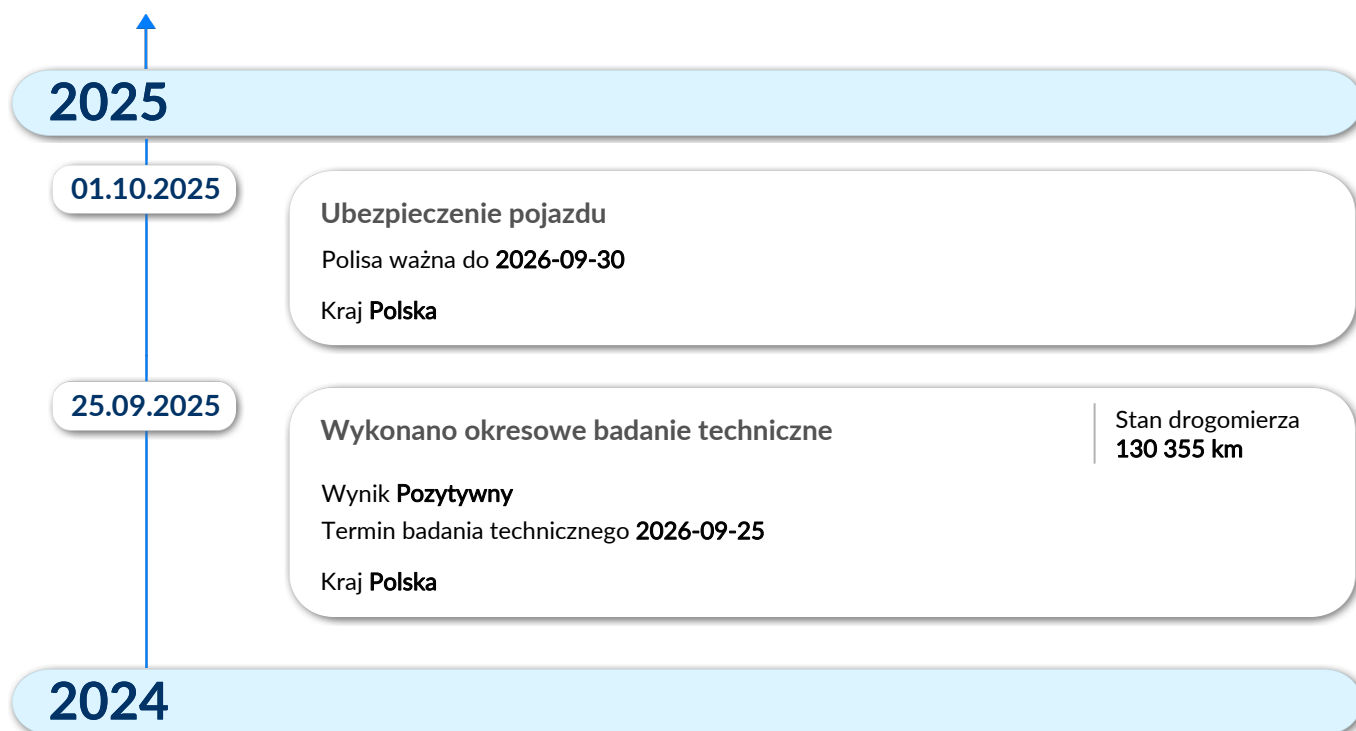 2025
01.10.2025
Ubezpieczenie pojazdu
Polisa ważna do 2026-09-30
Kraj Polska
25.09.2025
Wykonano okresowe badanie techniczne
Stan drogomierza
130 355 km
Wynik Pozytywny
Termin badania technicznego 2026-09-25
Kraj Polska
2024